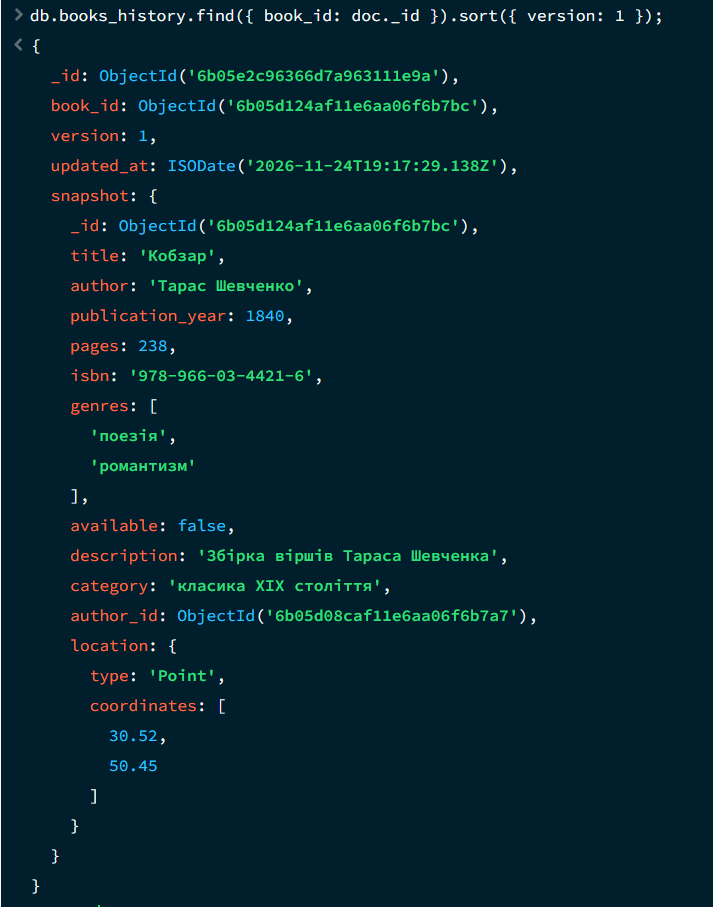 > db.books_history.find({ book_id: doc._id }).sort({ version: 1 });
< {
_id: ObjectId('6b05e2c96366d7a963111e9a'),
book_id: ObjectId('6b05d124af11e6aa06f6b7bc'),
version: 1,
updated_at: ISODate('2026-11-24T19:17:29.138Z'),
snapshot: {
_id: ObjectId('6b05d124af11e6aa06f6b7bc'),
title: 'Кобзар',
author: 'Тарас Шевченко',
publication_year: 1840,
pages: 238,
isbn: '978-966-03-4421-6',
genres: [
'поезія',
'романтизм'
],
available: false,
description: 'Збірка віршів Тараса Шевченка',
category: 'класика XIX століття',
author_id: ObjectId('6b05d08caf11e6aa06f6b7a7'),
location: {
type: 'Point',
coordinates: [
30.52,
50.45
]
}
}
}